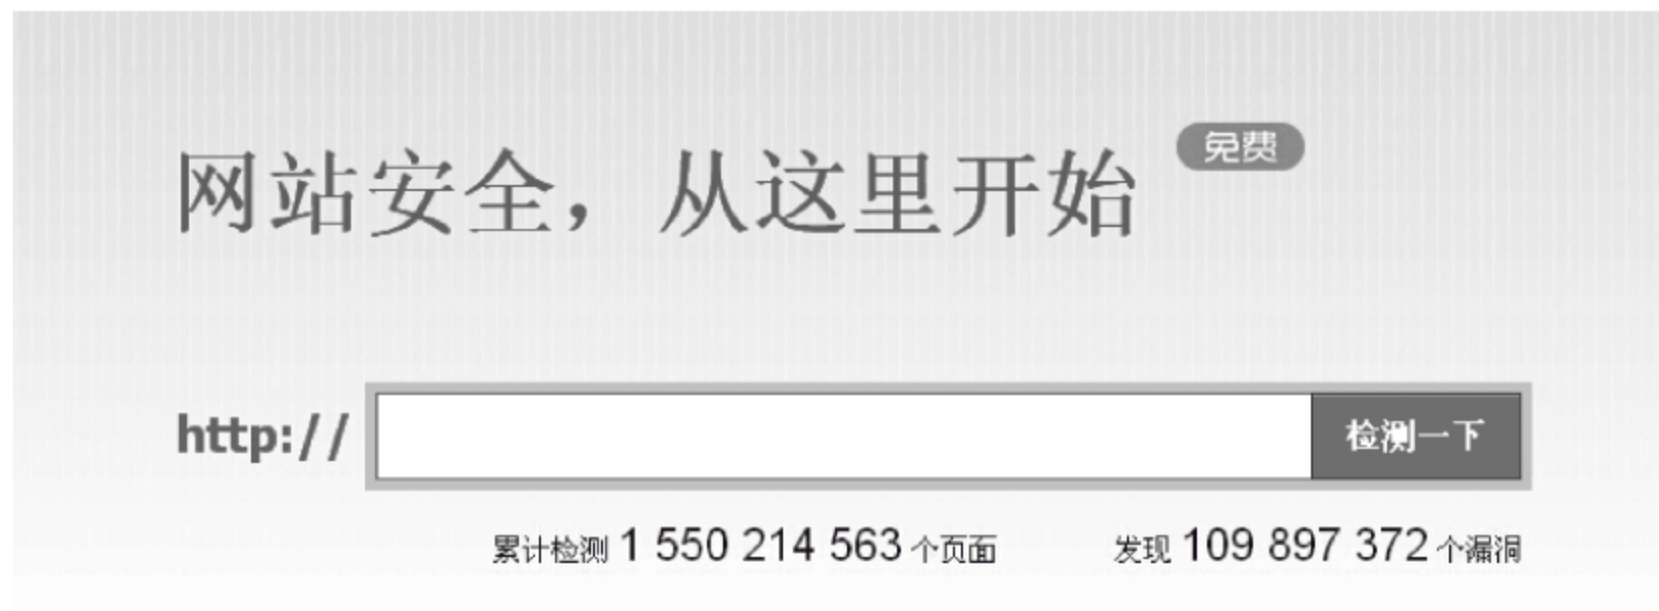 免费
网站安全，从这里开始
http:// 检测一下
累计检测 1 550 214 563 个页面 发现 109 897 372 个漏洞